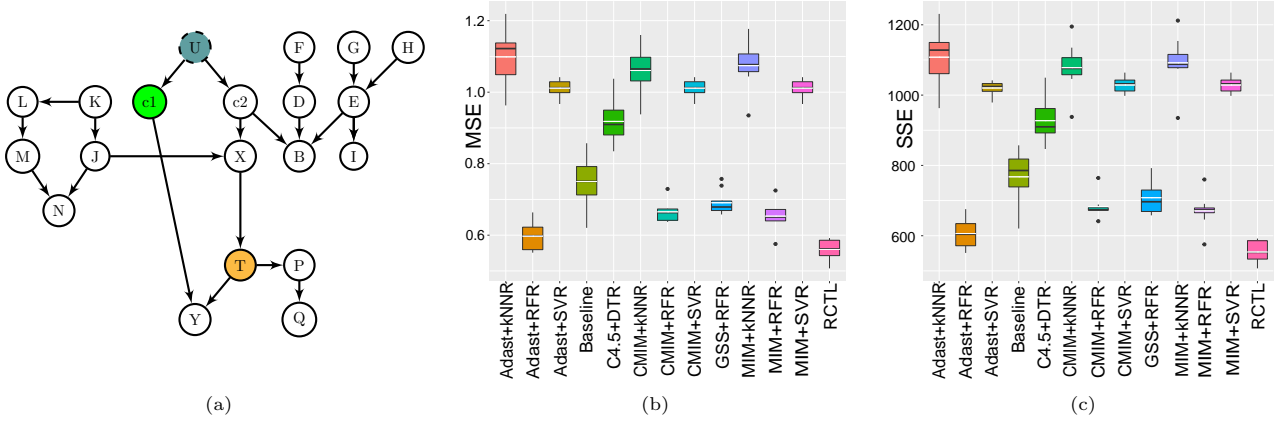 U
F
G
H
L
K
c1
c2
D
E
M
J
X
B
I
N
T
P
Y
Q
(a)
MSE
1.2
1.0
0.8
0.6
Adast+kNNR
Adast+RFR
Adast+SVR
Baseline
C4.5+DTR
CMIM+kNNR
CMIM+RFR
CMIM+SVR
GSS+RFR
MIM+kNNR
MIM+RFR
MIM+SVR
RCTL
(b)
SSE
1200
1000
800
600
Adast+kNNR
Adast+RFR
Adast+SVR
Baseline
C4.5+DTR
CMIM+kNNR
CMIM+RFR
CMIM+SVR
GSS+RFR
MIM+kNNR
MIM+RFR
MIM+SVR
RCTL
(c)